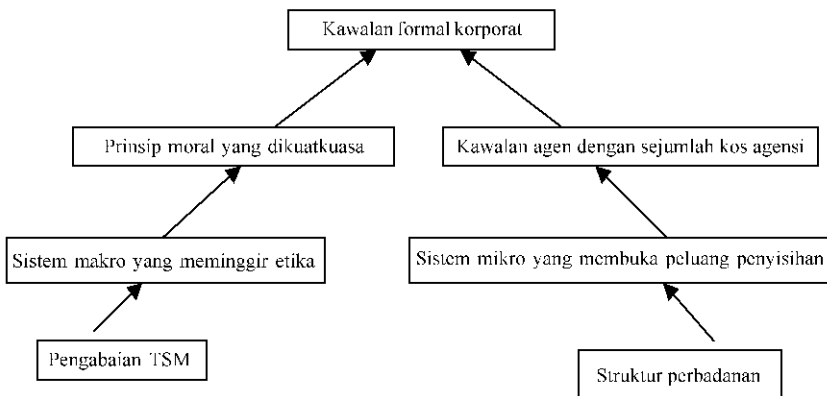 Kawalan formal korporat
Prinsip moral yang dikuatkuasa
Kawalan agen dengan sejumlah kos agensi
Sistem makro yang meminggir etika
Sistem mikro yang membuka peluang penyisihan
Pengabaian TSM
Struktur perbadanan